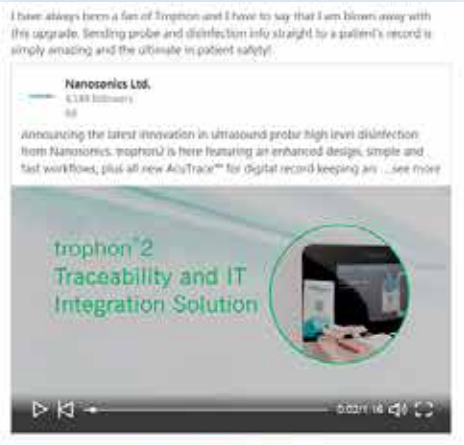 I have always been a fan of Trophon and I have to say that I am blown away with
this upgrade. Sending probe and disinfection info straight to a patient's record is
simply amazing and the ultimate in patient safety!
Nanosonics Ltd.
followers
Announcing the latest innovation in ultrasound probe high level disinfection
from Nanosonics. trophon2 is here featuring an enhanced design, simple and
fast workflows, plus all new AcuTrace™ for digital record keeping an ...see more
trophon®2
Traceability and IT
Integration Solution